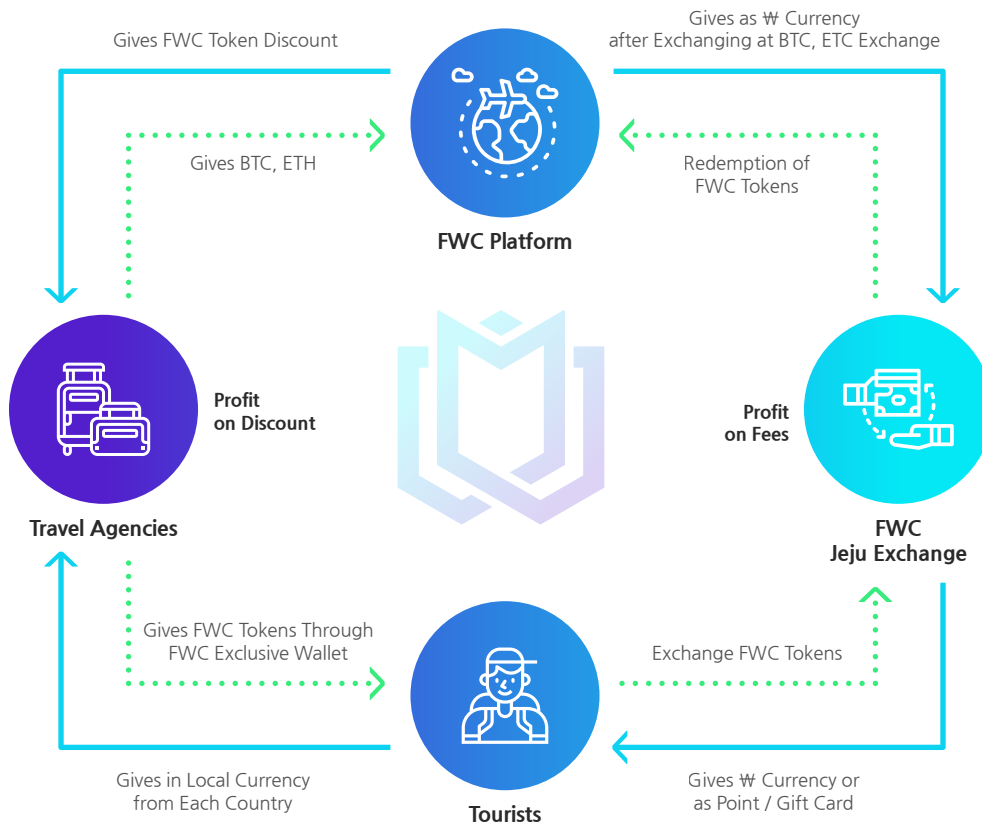 Gives FWC Token Discount
Gives as ₩ Currency
after Exchanging at BTC, ETC Exchange
Gives BTC, ETH
Redemption of
FWC Tokens
FWC Platform
Profit
on Discount
Profit
on Fees
Travel Agencies
FWC
Jeju Exchange
Gives FWC Tokens Through
FWC Exclusive Wallet
Exchange FWC Tokens
Gives in Local Currency
from Each Country
Gives ₩ Currency or
as Point / Gift Card
Tourists